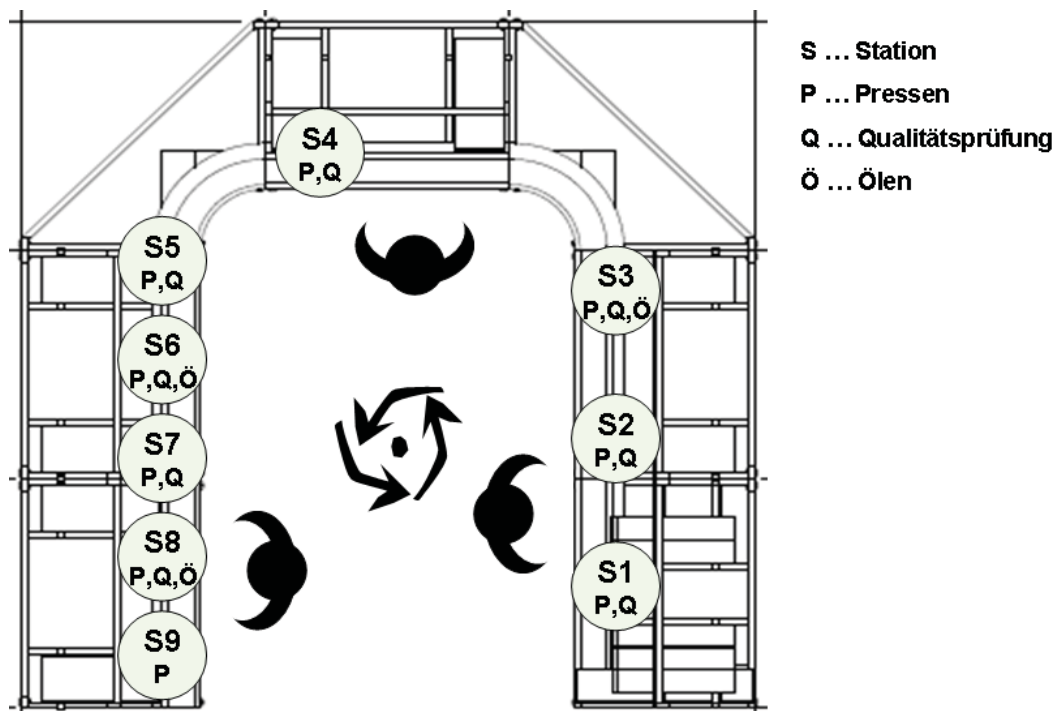 S … Station
P … Pressen
Q … Qualitätsprüfung
Ö … Ölen
S4
P,Q
S5
P,Q
S3
P,Q,Ö
S6
P,Q,Ö
S7
P,Q
S2
P,Q
S8
P,Q,Ö
S1
P,Q
S9
P